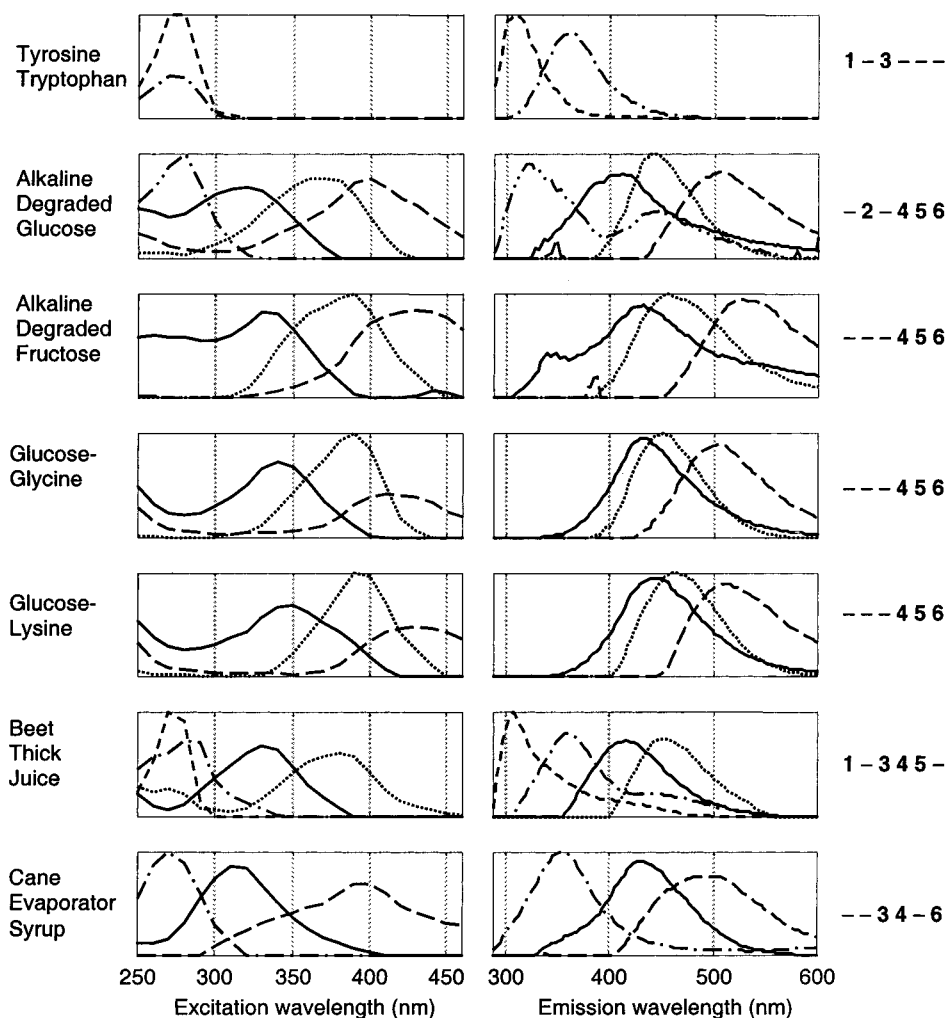 Tyrosine
Tryptophan
1 - 3 - - -
Alkaline
Degraded
Glucose
- 2 - 4 5 6
Alkaline
Degraded
Fructose
- - - 4 5 6
Glucose-
Glycine
- - - 4 5 6
Glucose-
Lysine
- - - 4 5 6
Beet
Thick
Juice
1 - 3 4 5 -
Cane
Evaporator
Syrup
- - 3 4 - 6
250 300 350 400 450
300 400 500 600
Excitation wavelength (nm)
Emission wavelength (nm)